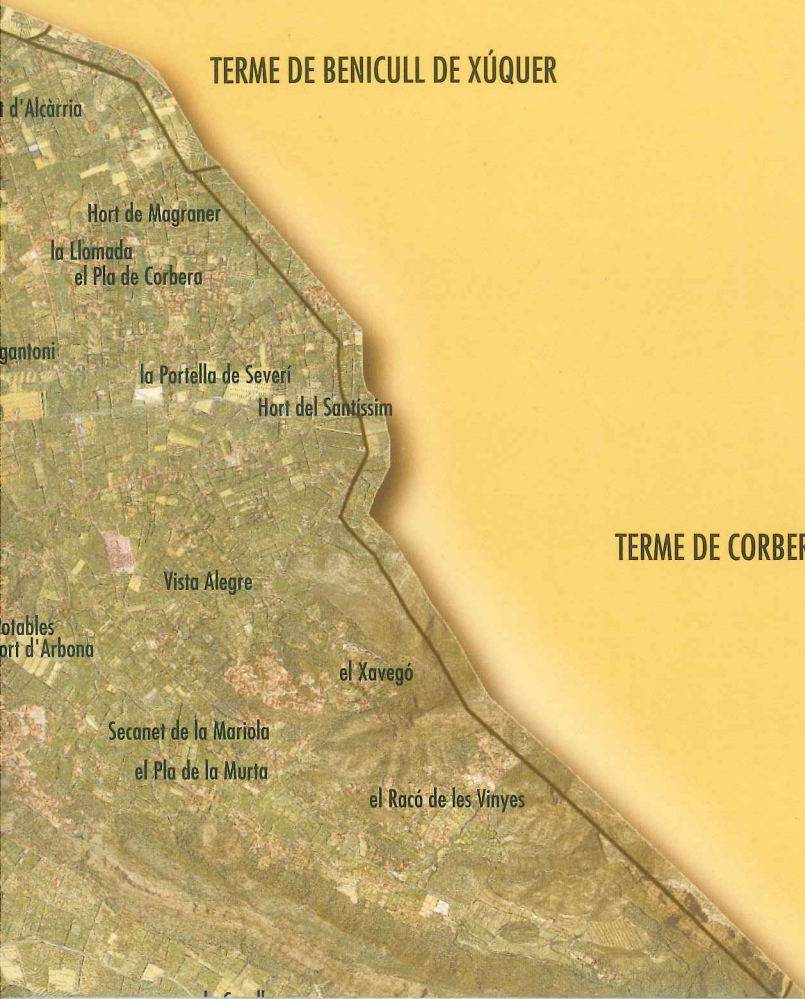 TERME DE BENICULL DE XÚQUER
d'Alcàrria
Hort de Magraner
la Llomada
el Pla de Corbera
gantoni
la Portella de Severí
Hort del Santíssim
TERME DE CORBER
Vista Alegre
otables
ort d'Arbona
el Xavegó
Secanet de la Mariola
el Pla de la Murta
el Racó de les Vinyes